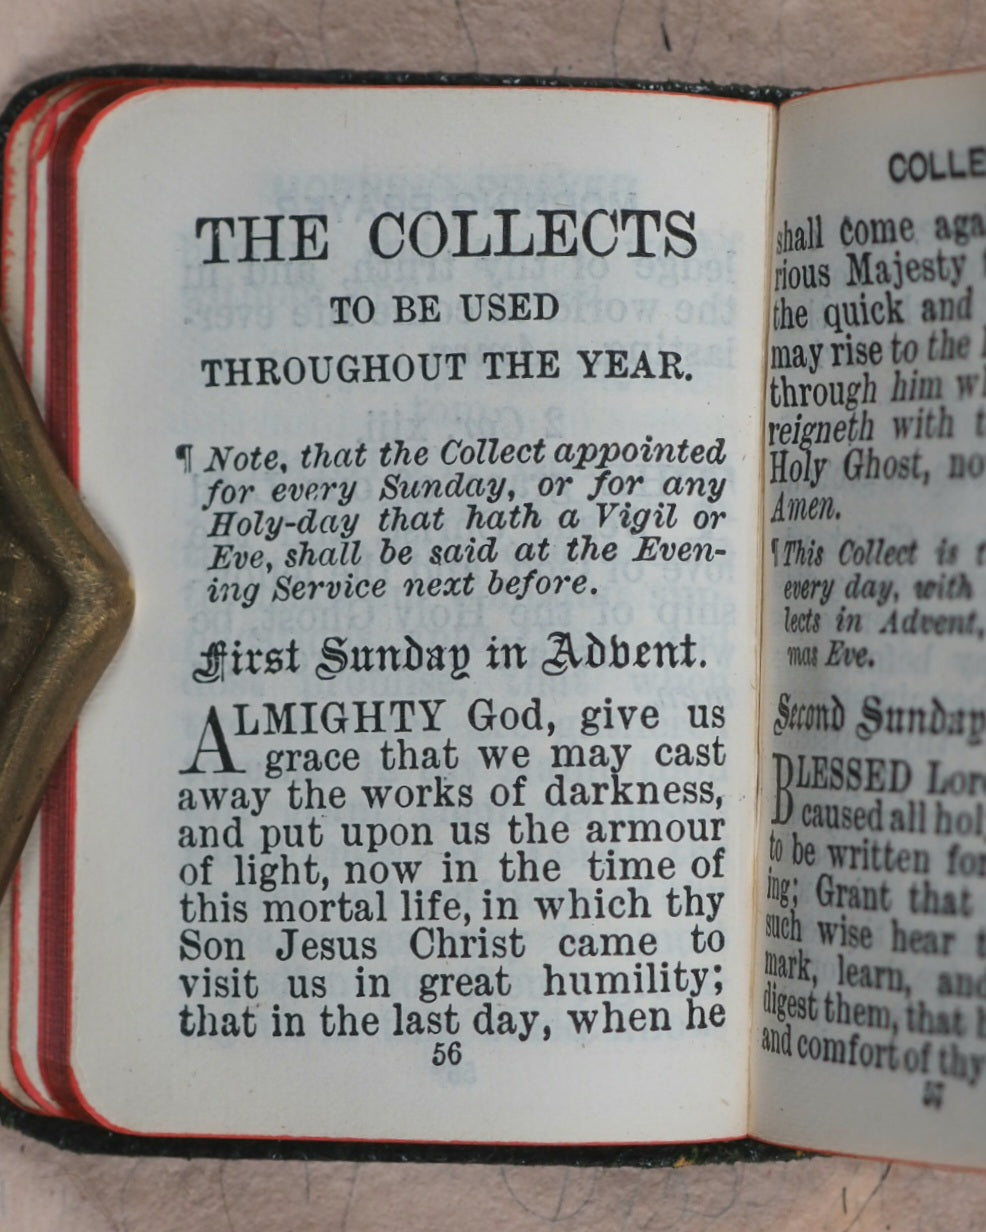 THE COLLECTS
TO BE USED
THROUGHOUT THE YEAR.
¶ Note, that the Collect appointed
for every Sunday, or for any
Holy-day that hath a Vigil or
Eve, shall be said at the Even-
ing Service next before.
First Sunday in Advent.
ALMIGHTY God, give us
grace that we may cast
away the works of darkness,
and put upon us the armour
of light, now in the time of
this mortal life, in which thy
Son Jesus Christ came to
visit us in great humility;
that in the last day, when he
56
COLLE
shall come aga
rious Majesty
the quick and
may rise to the
through him w
reigneth with t
Holy Ghost, no
Amen.
¶ This Collect is t
every day, with
lects in Advent,
mas Eve.
Second Sunday
BLESSED Lor
caused all hol
to be written for
ing; Grant that
such wise hear t
mark, learn, and
digest them, that
and comfort of thy
57